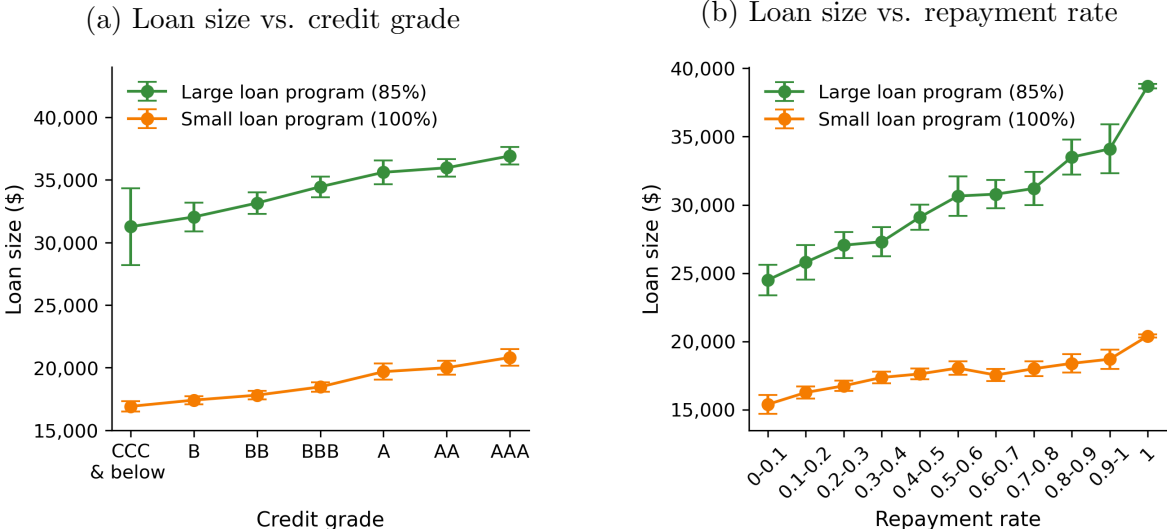 (a) Loan size vs. credit grade
Large loan program (85%)
Small loan program (100%)
Loan size ($)
40,000
35,000
30,000
25,000
20,000
15,000
CCC
& below
B
BB
BBB
A
AA
AAA
Credit grade
(b) Loan size vs. repayment rate
Large loan program (85%)
Small loan program (100%)
Loan size ($)
40,000
35,000
30,000
25,000
20,000
15,000
0-0.1
0.1-0.2
0.2-0.3
0.3-0.4
0.4-0.5
0.5-0.6
0.6-0.7
0.7-0.8
0.8-0.9
0.9-1
1
Repayment rate